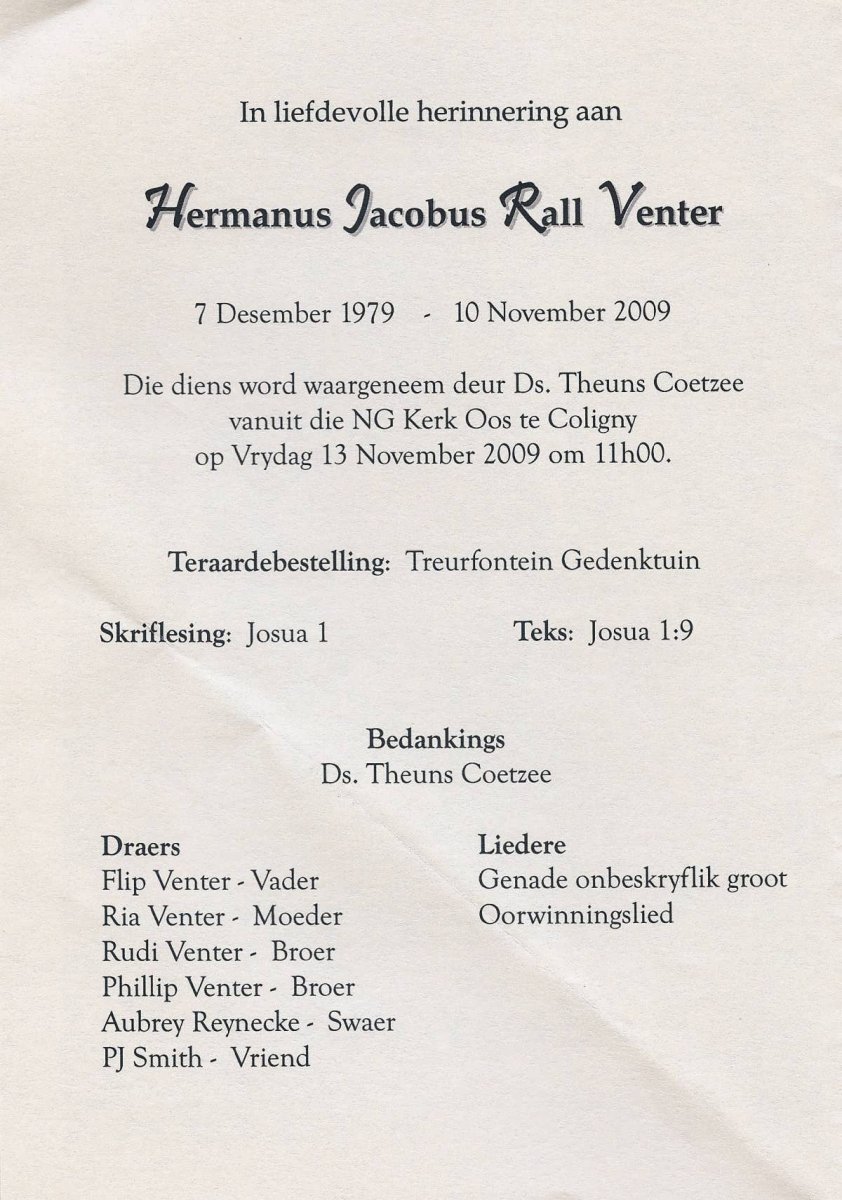 In liefdevolle herinnering aan
Hermanus Jacobus Rall Venter
7 Desember 1979 - 10 November 2009
Die diens word waargeneem deur Ds. Theuns Coetzee
vanuit die NG Kerk Oos te Coligny
op Vrydag 13 November 2009 om 11h00.
Teraardebestelling: Treurfontein Gedenktuin
Skriflesing: Josua 1
Teks: Josua 1:9
Bedankings
Ds. Theuns Coetzee
Draers
Flip Venter - Vader
Ria Venter - Moeder
Rudi Venter - Broer
Phillip Venter - Broer
Aubrey Reynecke - Swaer
PJ Smith - Vriend
Liedere
Genade onbeskryflik groot
Oorwinningslied